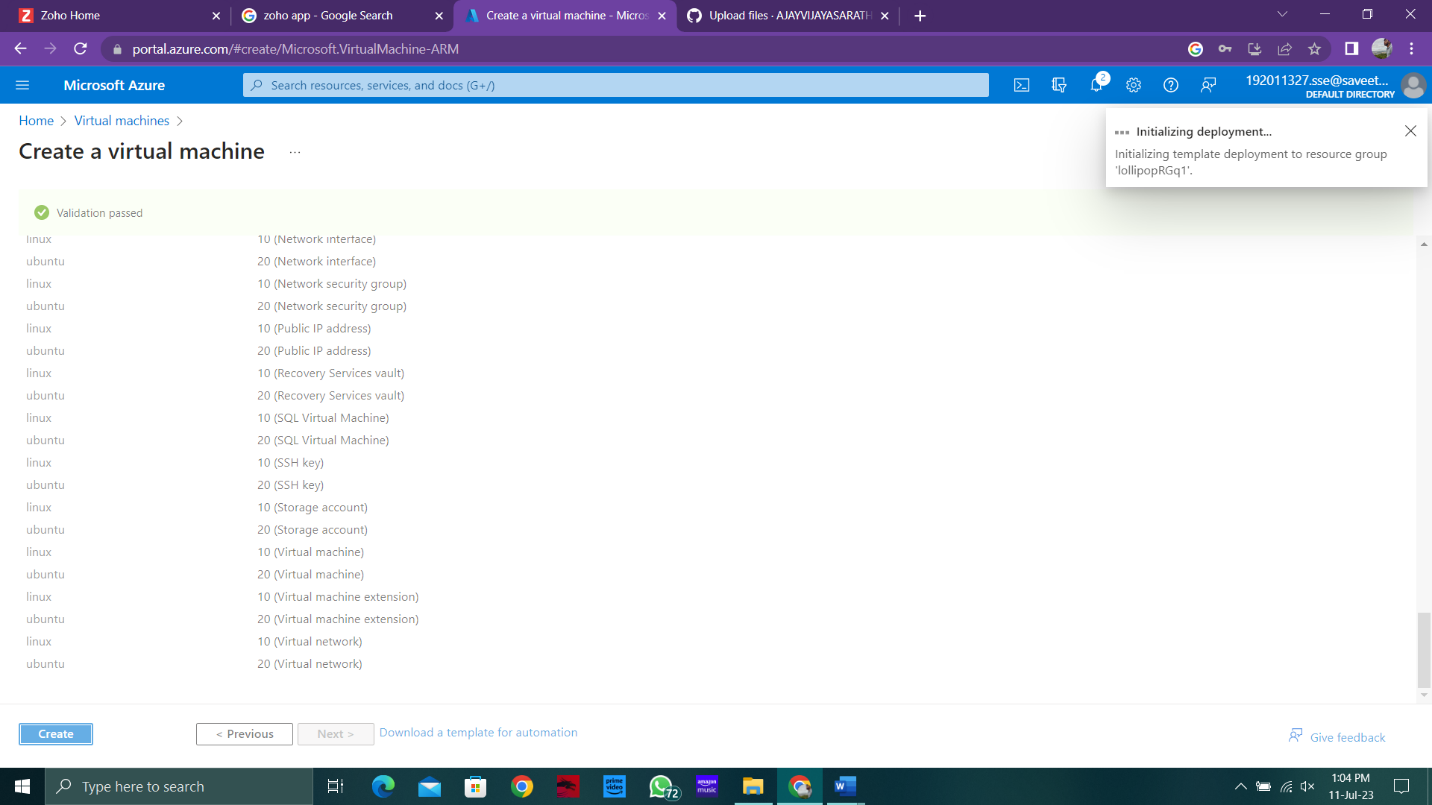 Zoho Home
zoho app - Google Search
Create a virtual machine - Micros
Upload files · AJAYVIJAYASARATH
portal.azure.com/#create/Microsoft.VirtualMachine-ARM
Microsoft Azure
Search resources, services, and docs (G+/)
2
192011327.sse@saveet...
DEFAULT DIRECTORY
Home > Virtual machines >
Create a virtual machine ...
Initializing deployment...
Initializing template deployment to resource group
'lollipopRGq1'.
Validation passed
linux 10 (Network interface)
ubuntu 20 (Network interface)
linux 10 (Network security group)
ubuntu 20 (Network security group)
linux 10 (Public IP address)
ubuntu 20 (Public IP address)
linux 10 (Recovery Services vault)
ubuntu 20 (Recovery Services vault)
linux 10 (SQL Virtual Machine)
ubuntu 20 (SQL Virtual Machine)
linux 10 (SSH key)
ubuntu 20 (SSH key)
linux 10 (Storage account)
ubuntu 20 (Storage account)
linux 10 (Virtual machine)
ubuntu 20 (Virtual machine)
linux 10 (Virtual machine extension)
ubuntu 20 (Virtual machine extension)
linux 10 (Virtual network)
ubuntu 20 (Virtual network)
Create
< Previous
Next >
Download a template for automation
Give feedback
Type here to search
prime video
72
amazon music
1:04 PM
11-Jul-23